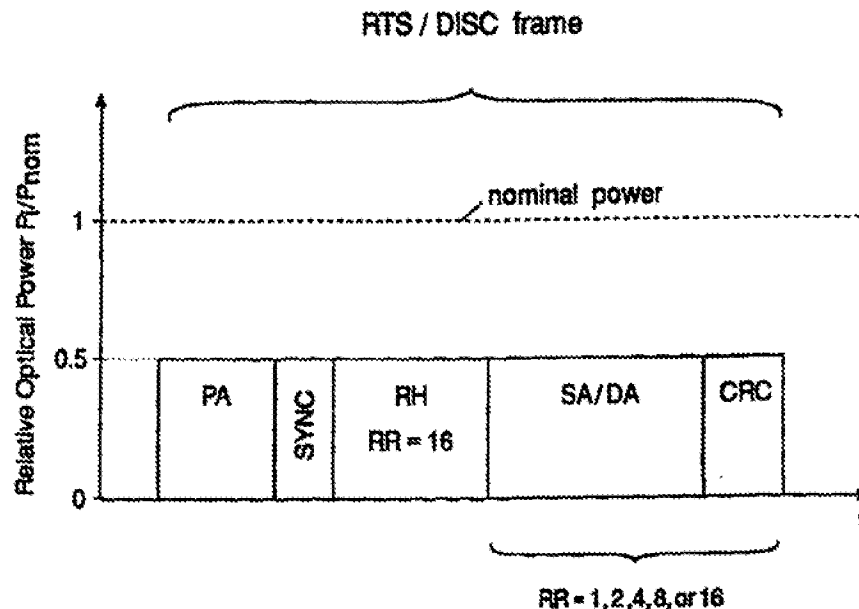 RTS / DISC frame
Relative Optical Power Pt/Pnom
nominal power
1
0.5
0
PA
SYNC
RH
RR = 16
SA/DA
CRC
RR = 1,2,4,8, or 16